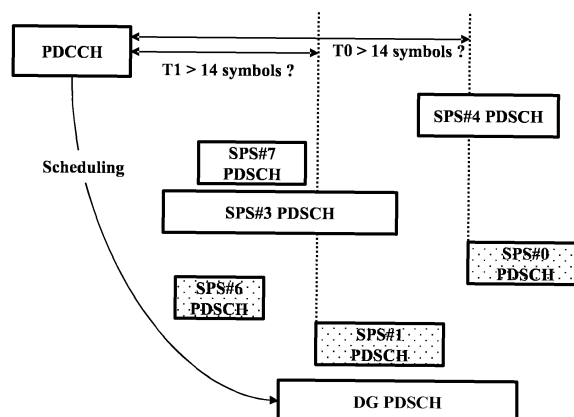 PDCCH
T0 > 14 symbols ?
T1 > 14 symbols ?
SPS#4 PDSCH
SPS#7
PDSCH
Scheduling
SPS#3 PDSCH
SPS#0
PDSCH
SPS#6
PDSCH
SPS#1
PDSCH
DG PDSCH